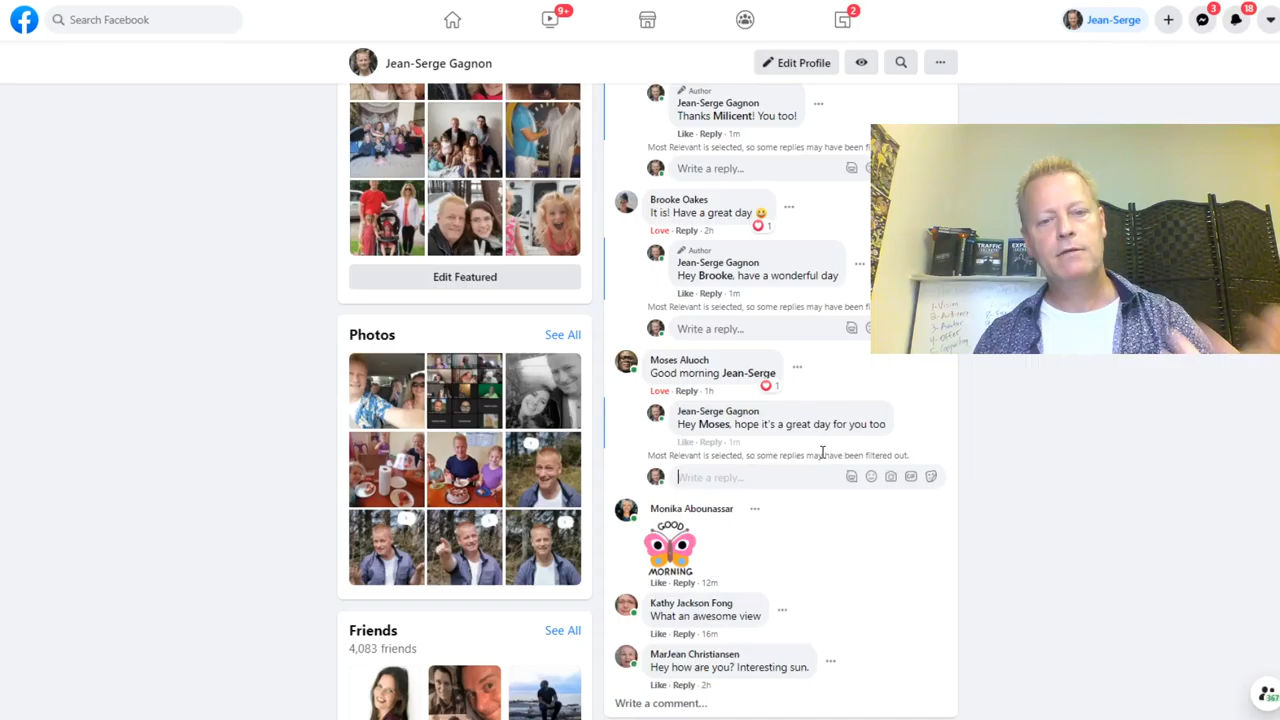 Search Facebook
9+
2
Jean-Serge
3
18
Jean-Serge Gagnon
Edit Profile
Edit Featured
Photos
See All
Friends
See All
4,083 friends
Author
Jean-Serge Gagnon
Thanks Milicent! You too!
Like · Reply · 1m
Most Relevant is selected, so some replies may have been f
Write a reply...
Brooke Oakes
It is! Have a great day 😃
1
Love · Reply · 2h
Author
Jean-Serge Gagnon
Hey Brooke, have a wonderful day
Like · Reply · 1m
Most Relevant is selected, so some replies may have been f
Write a reply...
Moses Aluoch
Good morning Jean-Serge
1
Love · Reply · 1h
Jean-Serge Gagnon
Hey Moses, hope it's a great day for you too
Like · Reply · 1m
Most Relevant is selected, so some replies may have been filtered out.
Write a reply...
Monika Abounassar
GOOD
MORNING
Like · Reply · 12m
Kathy Jackson Fong
What an awesome view
Like · Reply · 16m
MarJean Christiansen
Hey how are you? Interesting sun.
Like · Reply · 2h
Write a comment...
TRAFFIC
SECRETS
1-Vision
4- OFFER
367